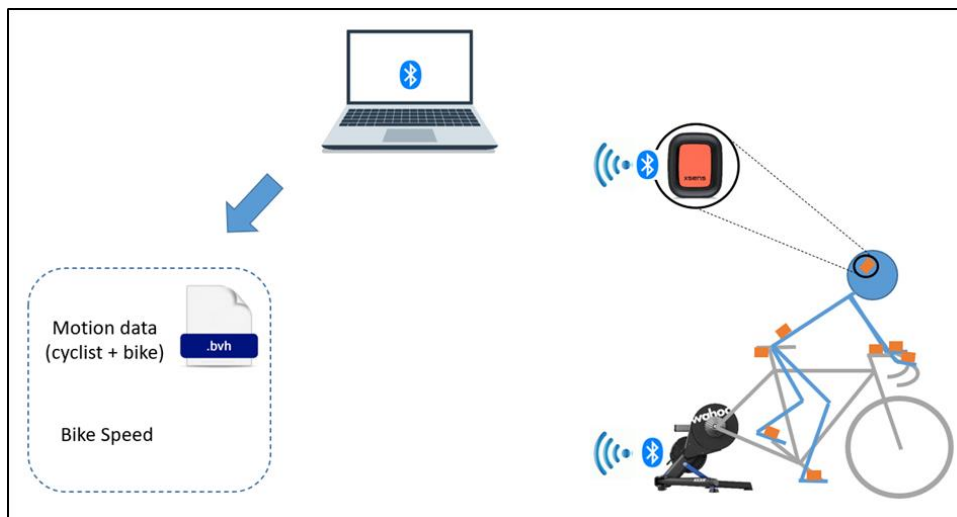 xsens
Motion data
(cyclist + bike)
.bvh
wahoo
Bike Speed